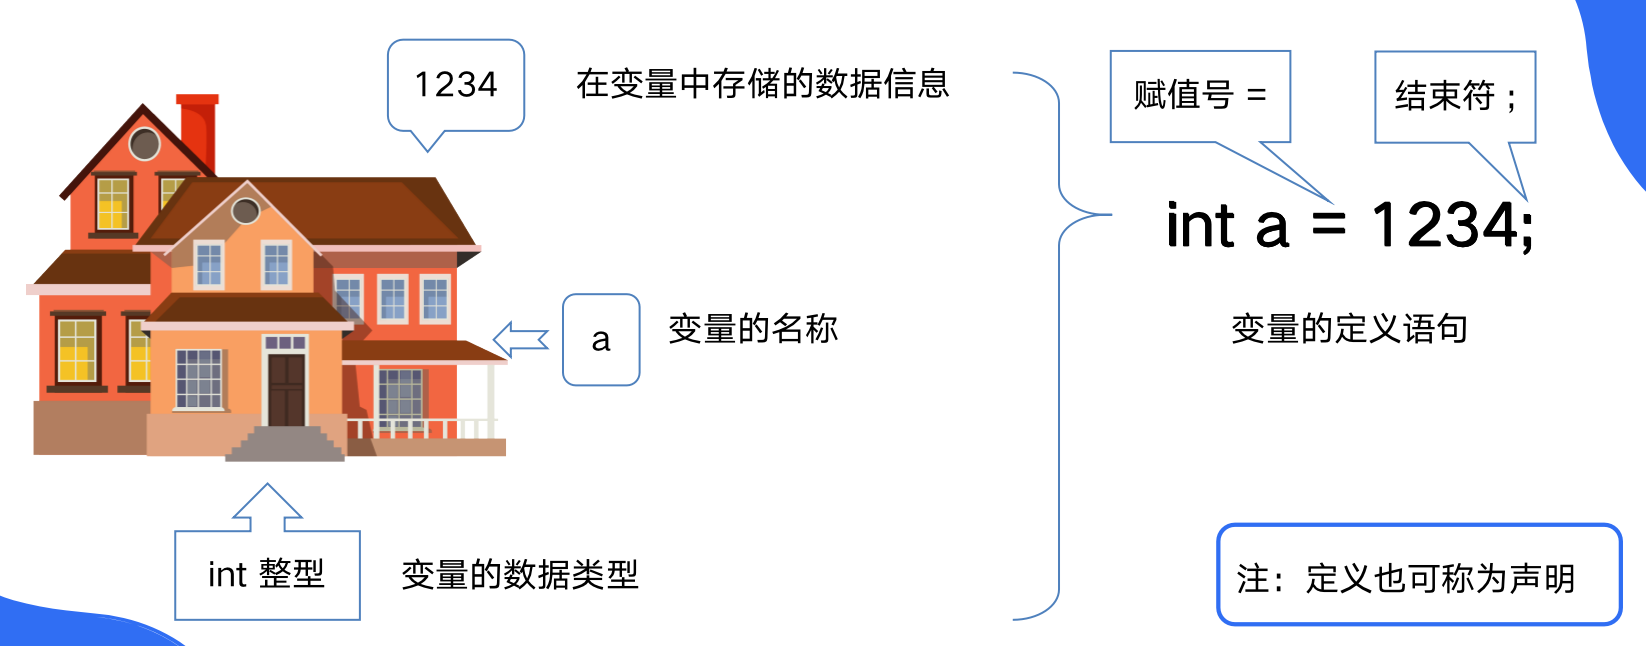 1234
在变量中存储的数据信息
a
变量的名称
int 整型
变量的数据类型
赋值号 =
结束符 ;
int a = 1234;
变量的定义语句
注：定义也可称为声明